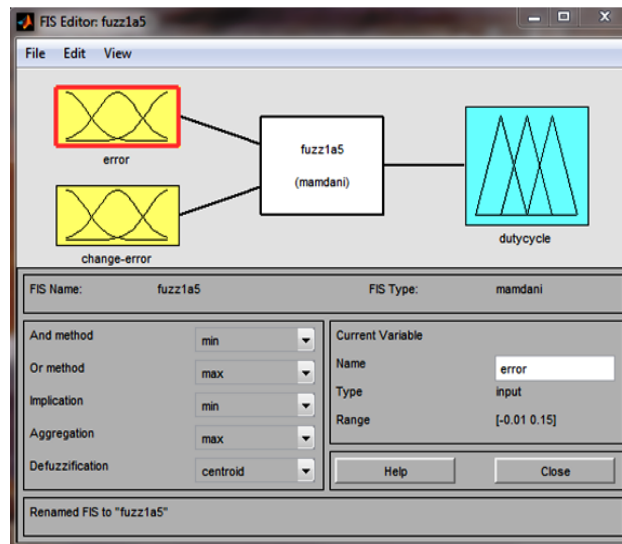 FIS Editor: fuzz1a5
File Edit View
error
change-error
fuzz1a5
(mamdani)
dutycycle
FIS Name: fuzz1a5 FIS Type: mamdani
And method min
Or method max
Implication min
Aggregation max
Defuzzification centroid
Current Variable
Name error
Type input
Range [-0.01 0.15]
Help Close
Renamed FIS to "fuzz1a5"